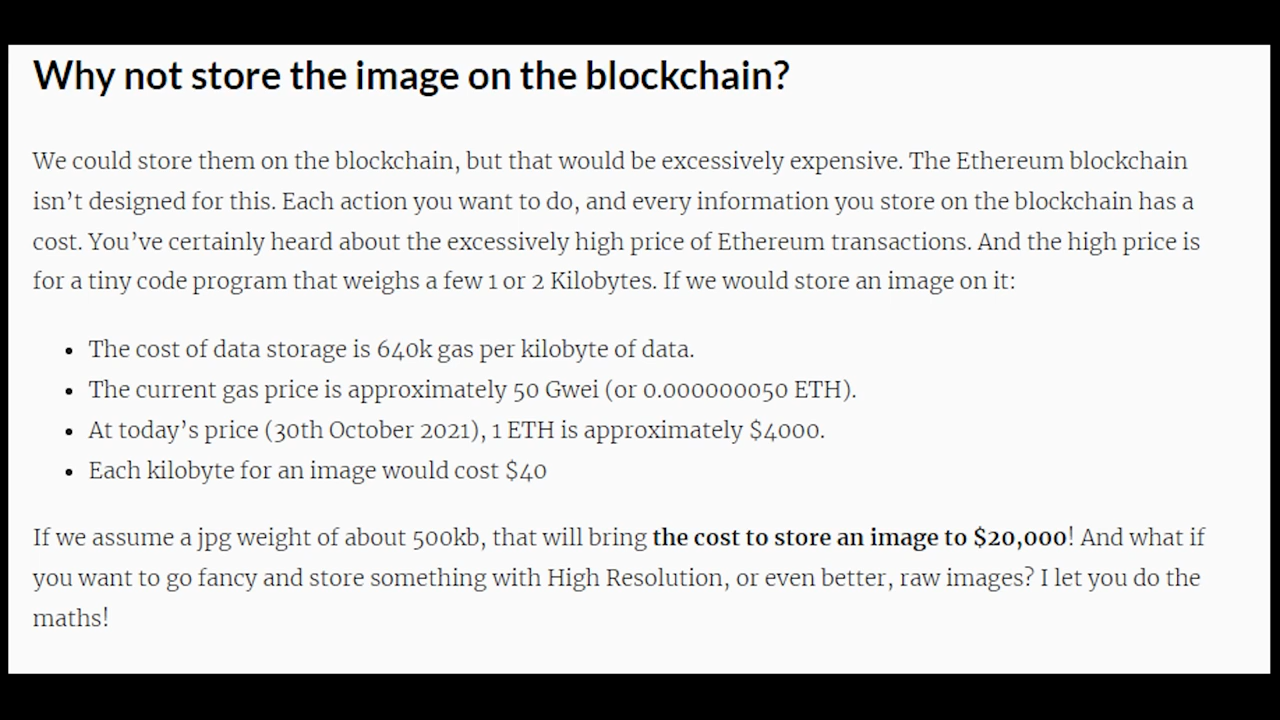 Why not store the image on the blockchain?
We could store them on the blockchain, but that would be excessively expensive. The Ethereum blockchain
isn’t designed for this. Each action you want to do, and every information you store on the blockchain has a
cost. You’ve certainly heard about the excessively high price of Ethereum transactions. And the high price is
for a tiny code program that weighs a few 1 or 2 Kilobytes. If we would store an image on it:
• The cost of data storage is 640k gas per kilobyte of data.
• The current gas price is approximately 50 Gwei (or 0.000000050 ETH).
• At today’s price (30th October 2021), 1 ETH is approximately $4000.
• Each kilobyte for an image would cost $40
If we assume a jpg weight of about 500kb, that will bring the cost to store an image to $20,000! And what if
you want to go fancy and store something with High Resolution, or even better, raw images? I let you do the
maths!